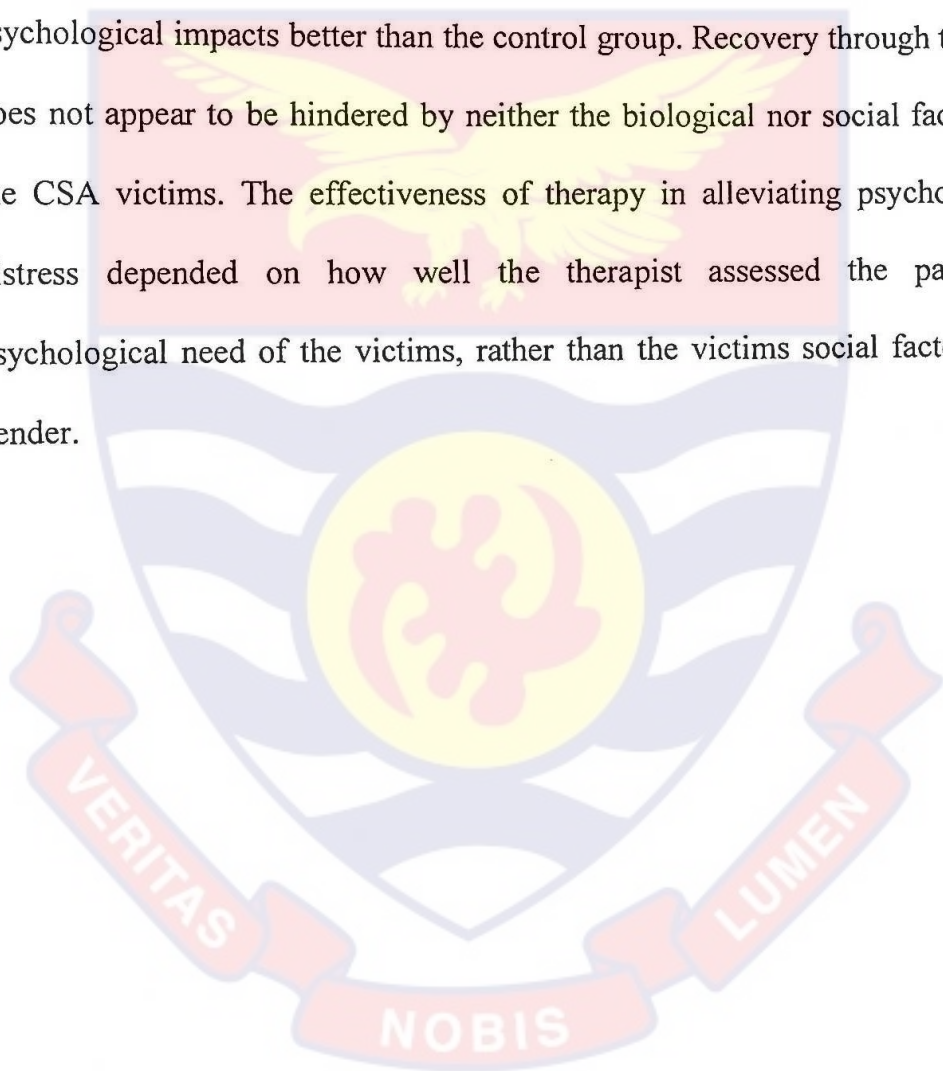 sychological impacts better than the control group. Recovery through t
oes not appear to be hindered by neither the biological nor social fac
e CSA victims. The effectiveness of therapy in alleviating psycho
stress depended on how well the therapist assessed the pa
sychological need of the victims, rather than the victims social facto
ender.
VERITAS
NOBIS
LUMEN